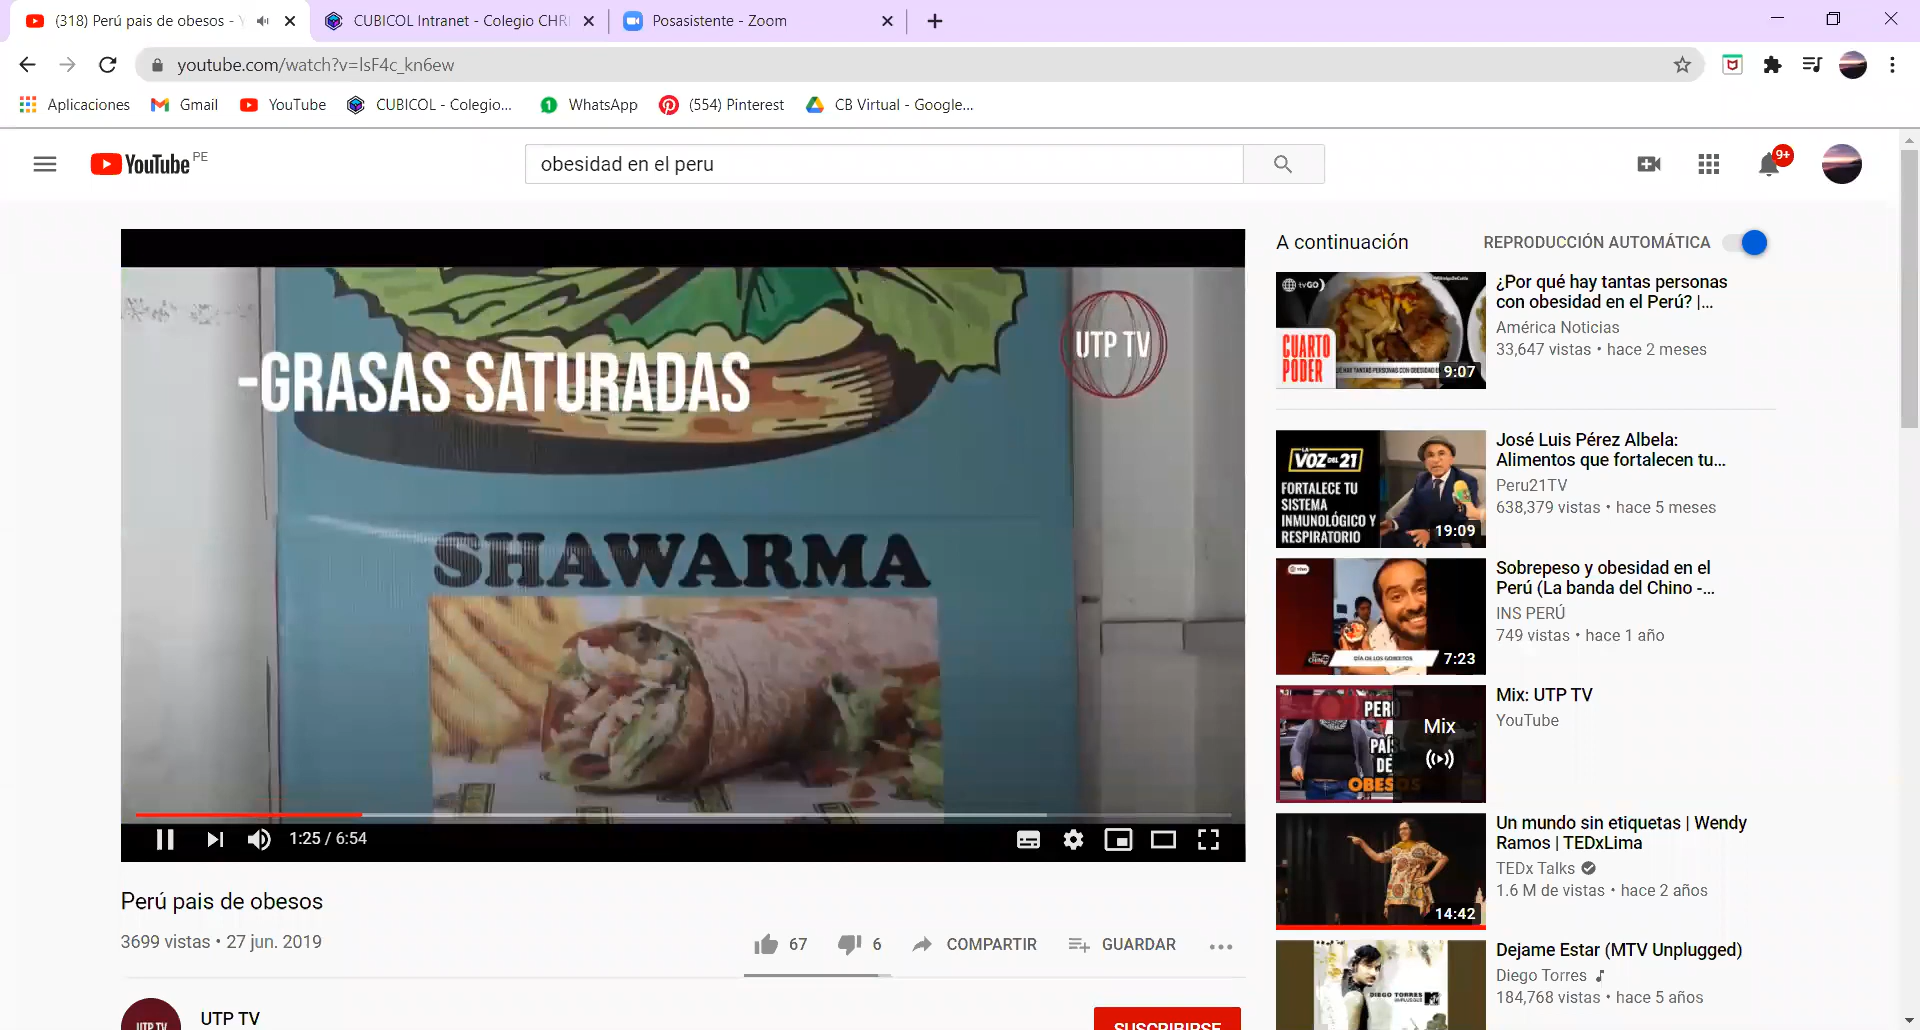 (318) Perú pais de obesos -
CUBICOL Intranet - Colegio CHR
Posasistente - Zoom
youtube.com/watch?v=lsF4c_kn6ew
Aplicaciones
Gmail
YouTube
CUBICOL - Colegio...
WhatsApp
(554) Pinterest
CB Virtual - Google...
YouTube PE
obesidad en el peru
9+
-GRASAS SATURADAS
UTP TV
SHAWARMA
1:25 / 6:54
Perú pais de obesos
3699 vistas • 27 jun. 2019
67
6
COMPARTIR
GUARDAR
UTP TV
UTP TV
SUSCRIBIRSE
A continuación
REPRODUCCIÓN AUTOMÁTICA
tvGO
CUARTO
PODER
9:07
¿Por qué hay tantas personas
con obesidad en el Perú? |...
América Noticias
33,647 vistas • hace 2 meses
LA
VOZ DEL 21
FORTALECE TU
SISTEMA
INMUNOLÓGICO Y
RESPIRATORIO
19:09
José Luis Pérez Albela:
Alimentos que fortalecen tu...
Peru21TV
638,379 vistas • hace 5 meses
7:23
Sobrepeso y obesidad en el
Perú (La banda del Chino -...
INS PERÚ
749 vistas • hace 1 año
PERÚ
PAÍS
DE
OBESOS
Mix
Mix: UTP TV
YouTube
14:42
Un mundo sin etiquetas | Wendy
Ramos | TEDxLima
TEDx Talks
1.6 M de vistas • hace 2 años
DIEGO TORRES
Dejame Estar (MTV Unplugged)
Diego Torres
184,768 vistas • hace 5 años